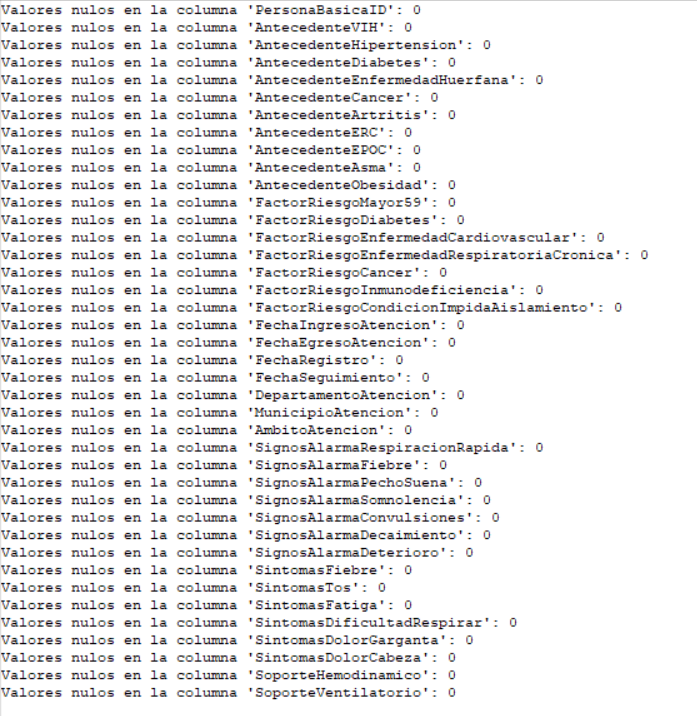 Valores nulos en la columna 'PersonaBasicaID': 0
Valores nulos en la columna 'AntecedenteVIH': 0
Valores nulos en la columna 'AntecedenteHipertension': 0
Valores nulos en la columna 'AntecedenteDiabetes': 0
Valores nulos en la columna 'AntecedenteEnfermedadHuerfana': 0
Valores nulos en la columna 'AntecedenteCancer': 0
Valores nulos en la columna 'AntecedenteArtritis': 0
Valores nulos en la columna 'AntecedenteERC': 0
Valores nulos en la columna 'AntecedenteEPOC': 0
Valores nulos en la columna 'AntecedenteAsma': 0
Valores nulos en la columna 'AntecedenteObesidad': 0
Valores nulos en la columna 'FactorRiesgoMayor59': 0
Valores nulos en la columna 'FactorRiesgoDiabetes': 0
Valores nulos en la columna 'FactorRiesgoEnfermedadCardiovascular': 0
Valores nulos en la columna 'FactorRiesgoEnfermedadRespiratoriaCronica': 0
Valores nulos en la columna 'FactorRiesgoCancer': 0
Valores nulos en la columna 'FactorRiesgoInmunodeficiencia': 0
Valores nulos en la columna 'FactorRiesgoCondicionImpidaAislamiento': 0
Valores nulos en la columna 'FechaIngresoAtencion': 0
Valores nulos en la columna 'FechaEgresoAtencion': 0
Valores nulos en la columna 'FechaRegistro': 0
Valores nulos en la columna 'FechaSeguimiento': 0
Valores nulos en la columna 'DepartamentoAtencion': 0
Valores nulos en la columna 'MunicipioAtencion': 0
Valores nulos en la columna 'AmbitoAtencion': 0
Valores nulos en la columna 'SignosAlarmaRespiracionRapida': 0
Valores nulos en la columna 'SignosAlarmaFiebre': 0
Valores nulos en la columna 'SignosAlarmaPechoSuena': 0
Valores nulos en la columna 'SignosAlarmaSomnolencia': 0
Valores nulos en la columna 'SignosAlarmaConvulsiones': 0
Valores nulos en la columna 'SignosAlarmaDecaimiento': 0
Valores nulos en la columna 'SignosAlarmaDeterioro': 0
Valores nulos en la columna 'SintomasFiebre': 0
Valores nulos en la columna 'SintomasTos': 0
Valores nulos en la columna 'SintomasFatiga': 0
Valores nulos en la columna 'SintomasDificultadRespirar': 0
Valores nulos en la columna 'SintomasDolorGarganta': 0
Valores nulos en la columna 'SintomasDolorCabeza': 0
Valores nulos en la columna 'SoporteHemodinamico': 0
Valores nulos en la columna 'SoporteVentilatorio': 0